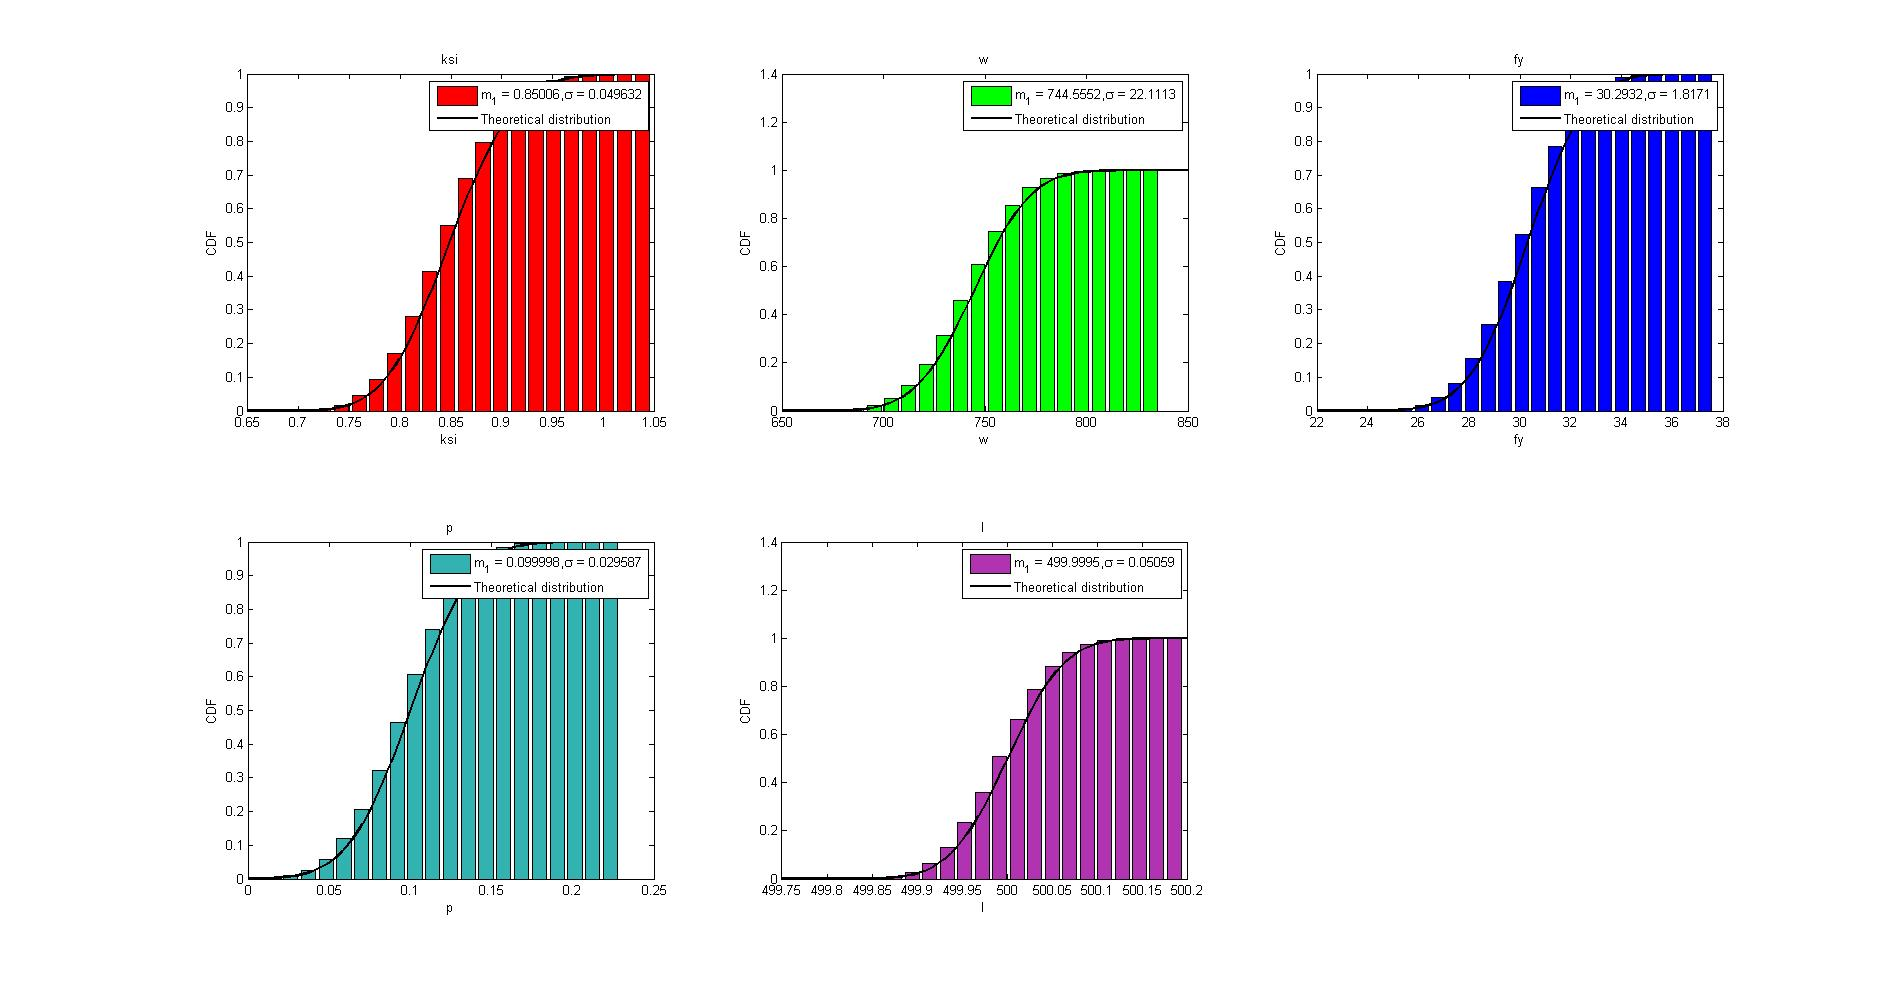 ksi
m1 = 0.85006,σ = 0.049632
Theoretical distribution
CDF
1
0.9
0.8
0.7
0.6
0.5
0.4
0.3
0.2
0.1
0
0.65 0.7 0.75 0.8 0.85 0.9 0.95 1 1.05
ksi
w
m1 = 744.5552,σ = 22.1113
Theoretical distribution
CDF
1.4
1.2
1
0.8
0.6
0.4
0.2
0
650 700 750 800 850
w
fy
m1 = 30.2932,σ = 1.8171
Theoretical distribution
CDF
1
0.9
0.8
0.7
0.6
0.5
0.4
0.3
0.2
0.1
0
22 24 26 28 30 32 34 36 38
fy
p
m1 = 0.099998,σ = 0.029587
Theoretical distribution
CDF
1
0.9
0.8
0.7
0.6
0.5
0.4
0.3
0.2
0.1
0
0 0.05 0.1 0.15 0.2 0.25
p
l
m1 = 499.9995,σ = 0.05059
Theoretical distribution
CDF
1.4
1.2
1
0.8
0.6
0.4
0.2
0
499.75 499.8 499.85 499.9 499.95 500 500.05 500.1 500.15 500.2
l